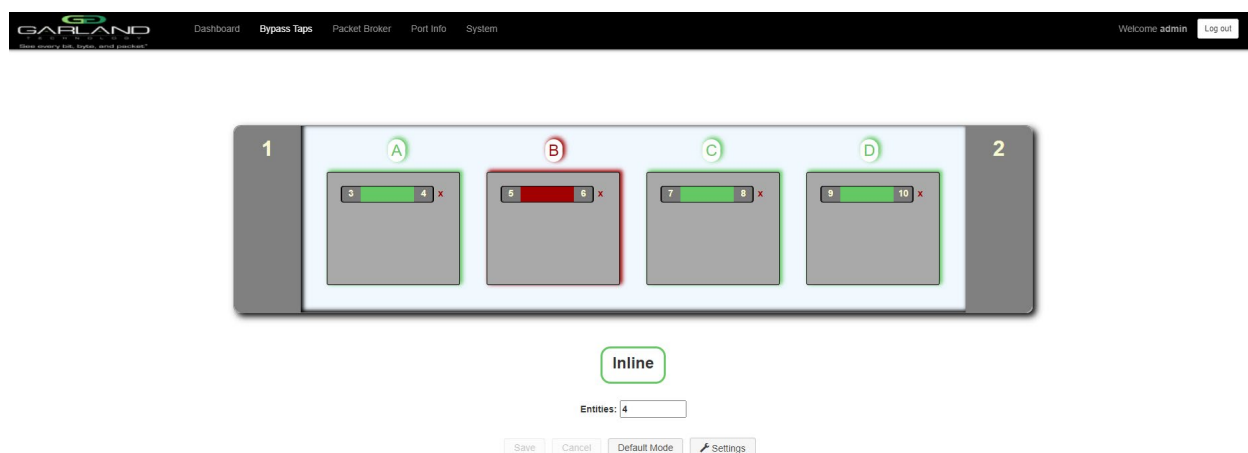 GARLAND
TECHNOLOGY
See every bit, byte, and packet®
Dashboard Bypass Taps Packet Broker Port Info System Welcome admin Log out
1 A B C D 2
3 4 x 5 6 x 7 8 x 9 10 x
Inline
Entities: 4
Save Cancel Default Mode Settings